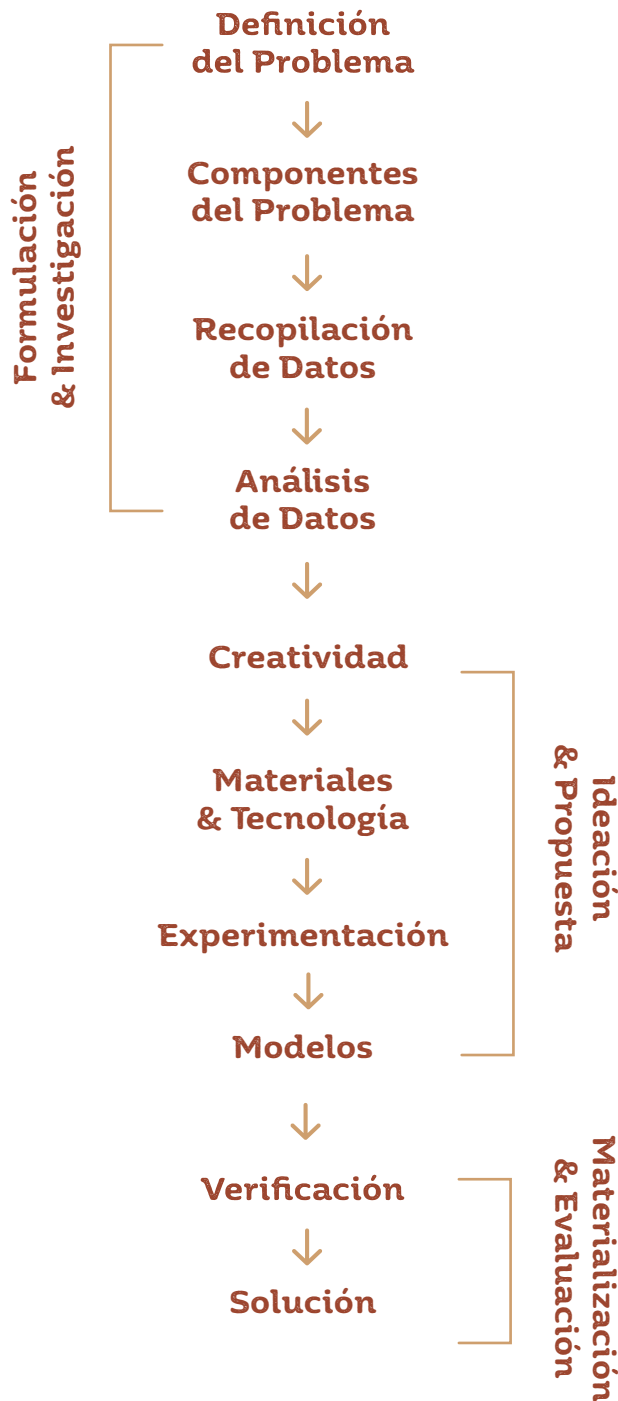 Definición
del Problema
Componentes
del Problema
Recopilación
de Datos
Análisis
de Datos
Formulación
& Investigación
Creatividad
Materiales
& Tecnología
Experimentación
Modelos
Ideación
& Propuesta
Verificación
Solución
Materialización
& Evaluación